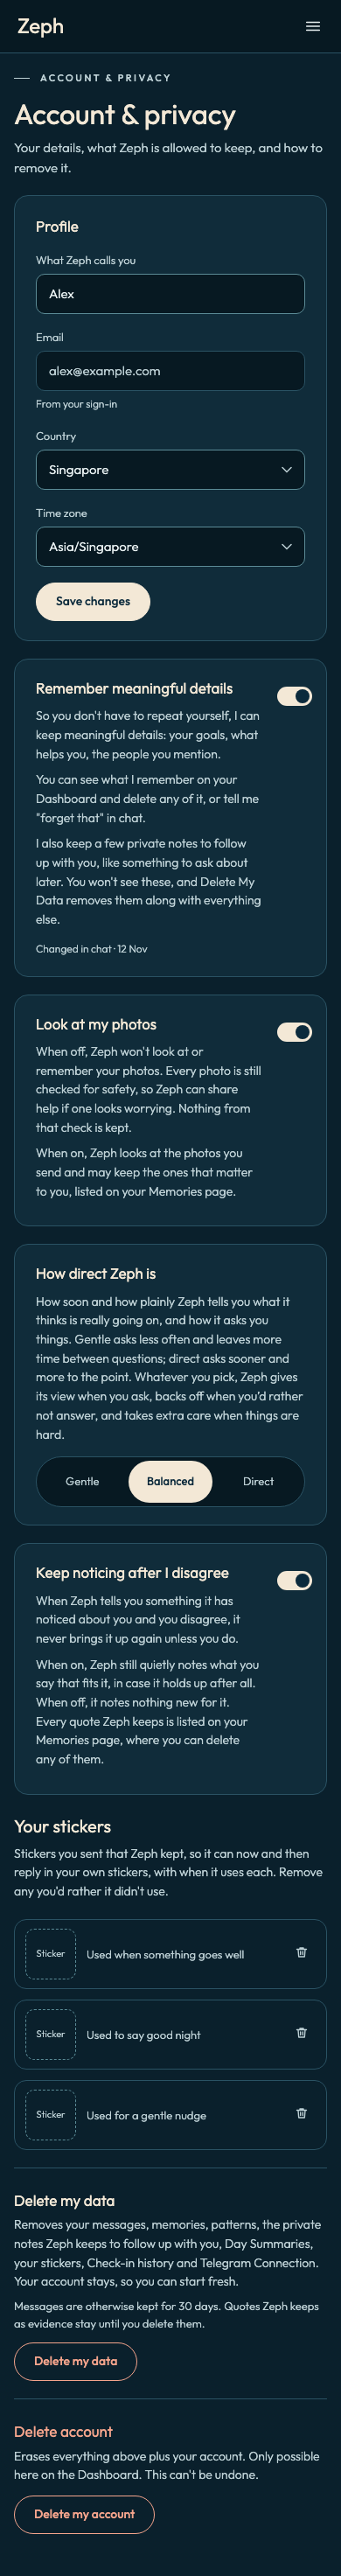 Zeph
ACCOUNT & PRIVACY
Account & privacy
Your details, what Zeph is allowed to keep, and how to
remove it.
Profile
What Zeph calls you
Alex
Email
alex@example.com
From your sign-in
Country
Singapore
Time zone
Asia/Singapore
Save changes
Remember meaningful details
So you don't have to repeat yourself, I can
keep meaningful details: your goals, what
helps you, the people you mention.
You can see what I remember on your
Dashboard and delete any of it, or tell me
"forget that" in chat.
I also keep a few private notes to follow
up with you, like something to ask about
later. You won't see these, and Delete My
Data removes them along with everything
else.
Changed in chat · 12 Nov
Look at my photos
When off, Zeph won't look at or
remember your photos. Every photo is still
checked for safety, so Zeph can share
help if one looks worrying. Nothing from
that check is kept.
When on, Zeph looks at the photos you
send and may keep the ones that matter
to you, listed on your Memories page.
How direct Zeph is
How soon and how plainly Zeph tells you what it
thinks is really going on, and how it asks you
things. Gentle asks less often and leaves more
time between questions; direct asks sooner and
more to the point. Whatever you pick, Zeph gives
its view when you ask, backs off when you'd rather
not answer, and takes extra care when things are
hard.
Gentle
Balanced
Direct
Keep noticing after I disagree
When Zeph tells you something it has
noticed about you and you disagree, it
never brings it up again unless you do.
When on, Zeph still quietly notes what you
say that fits it, in case it holds up after all.
When off, it notes nothing new for it.
Every quote Zeph keeps is listed on your
Memories page, where you can delete
any of them.
Your stickers
Stickers you sent that Zeph kept, so it can now and then
reply in your own stickers, with when it uses each. Remove
any you'd rather it didn't use.
Sticker
Used when something goes well
Sticker
Used to say good night
Sticker
Used for a gentle nudge
Delete my data
Removes your messages, memories, patterns, the private
notes Zeph keeps to follow up with you, Day Summaries,
your stickers, Check-in history and Telegram Connection.
Your account stays, so you can start fresh.
Messages are otherwise kept for 30 days. Quotes Zeph keeps
as evidence stay until you delete them.
Delete my data
Delete account
Erases everything above plus your account. Only possible
here on the Dashboard. This can't be undone.
Delete my account